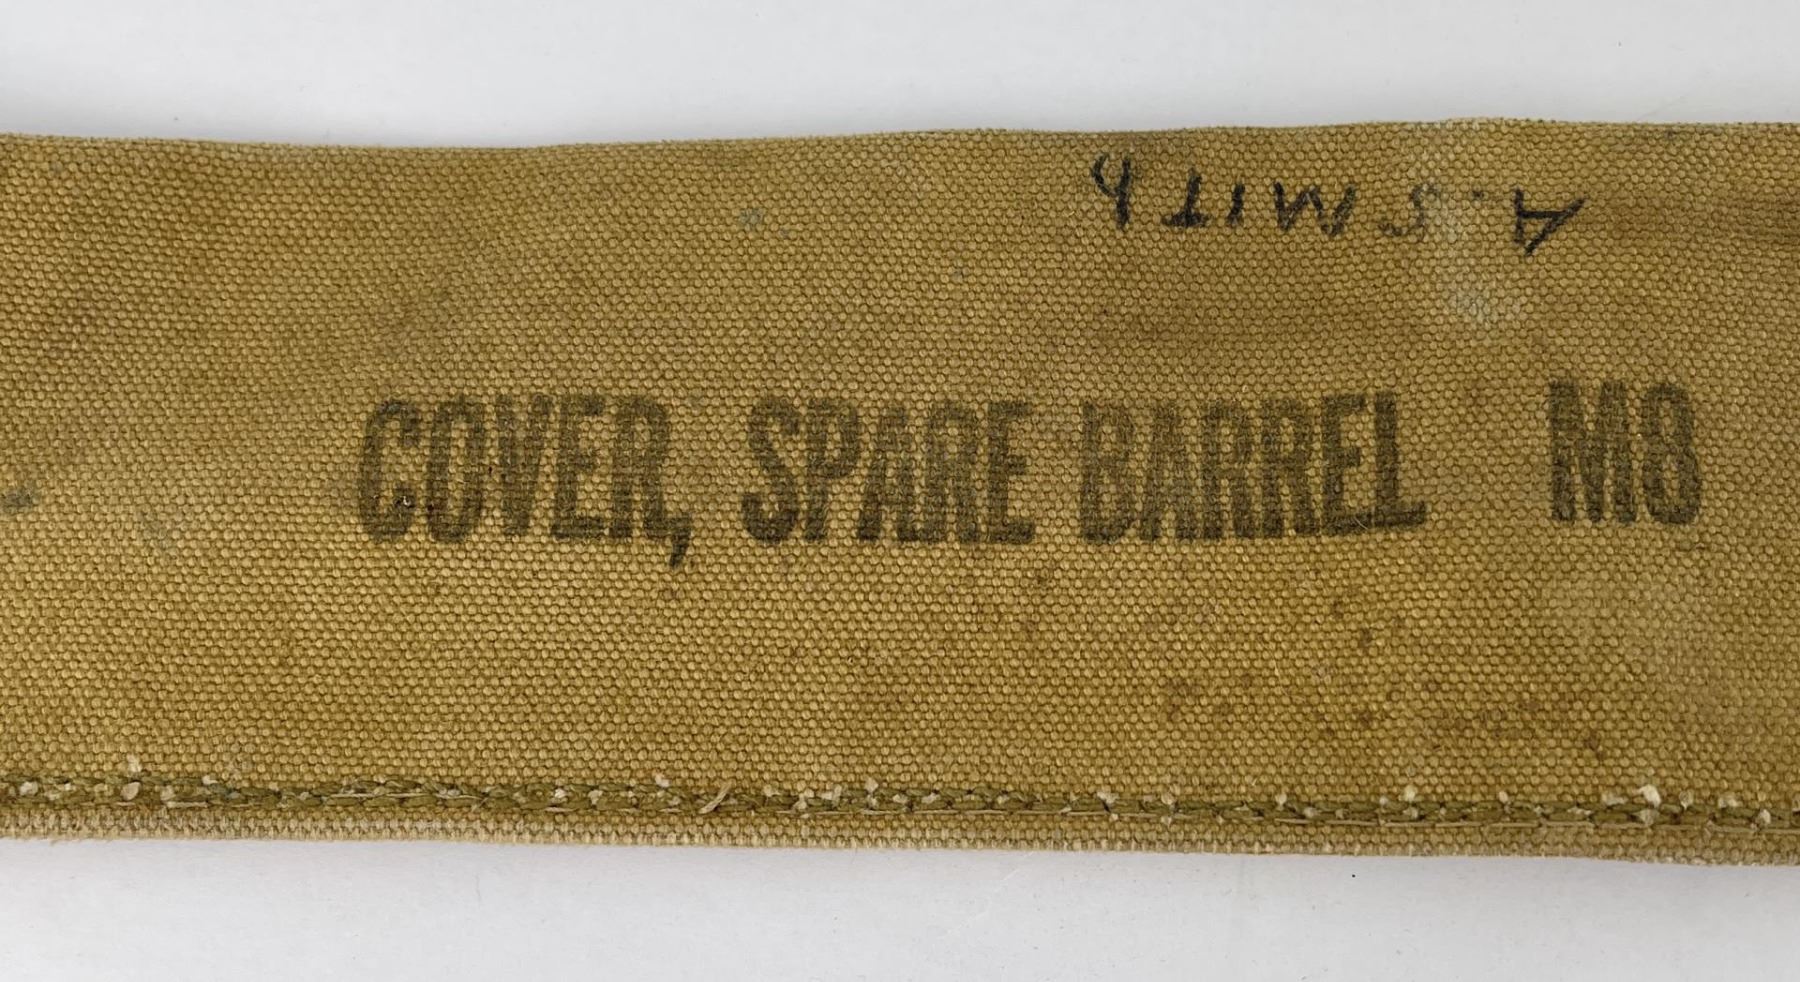 A. SMITh
COVER, SPARE BARREL M8